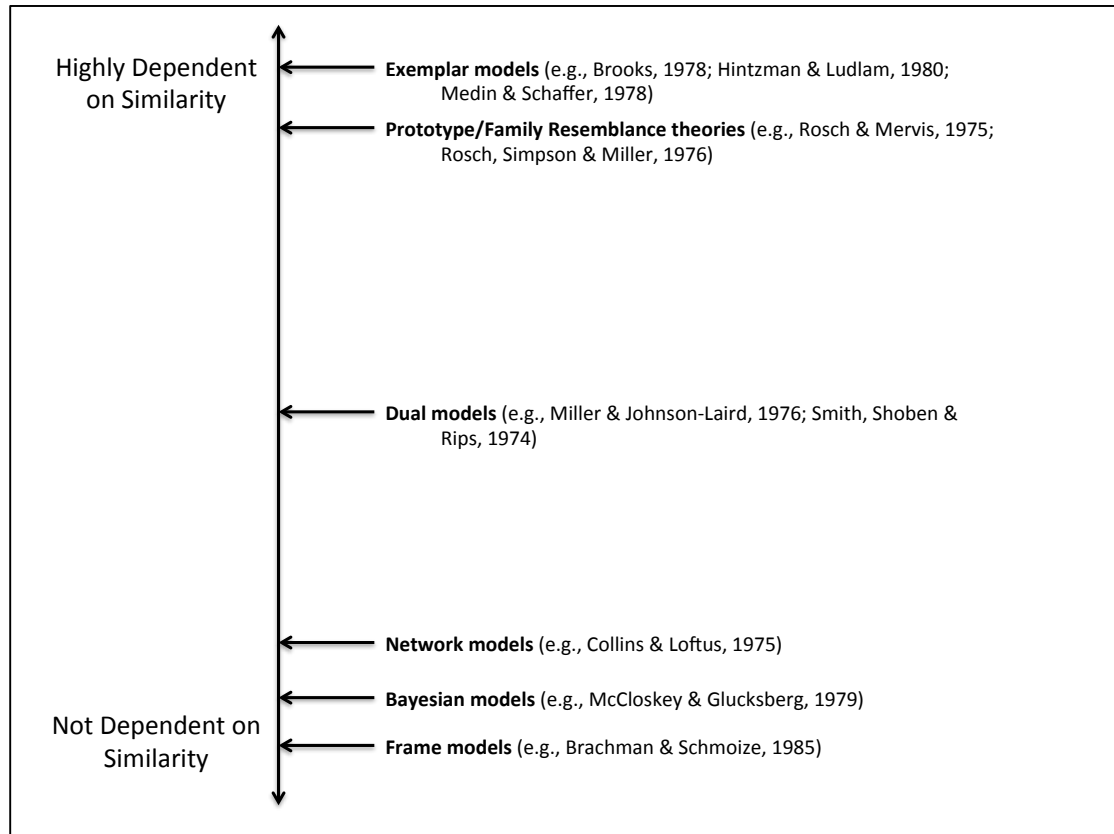 Highly Dependent
on Similarity
Exemplar models (e.g., Brooks, 1978; Hintzman & Ludlam, 1980;
Medin & Schaffer, 1978)
Prototype/Family Resemblance theories (e.g., Rosch & Mervis, 1975;
Rosch, Simpson & Miller, 1976)
Dual models (e.g., Miller & Johnson-Laird, 1976; Smith, Shoben &
Rips, 1974)
Network models (e.g., Collins & Loftus, 1975)
Bayesian models (e.g., McCloskey & Glucksberg, 1979)
Not Dependent on
Similarity
Frame models (e.g., Brachman & Schmoize, 1985)